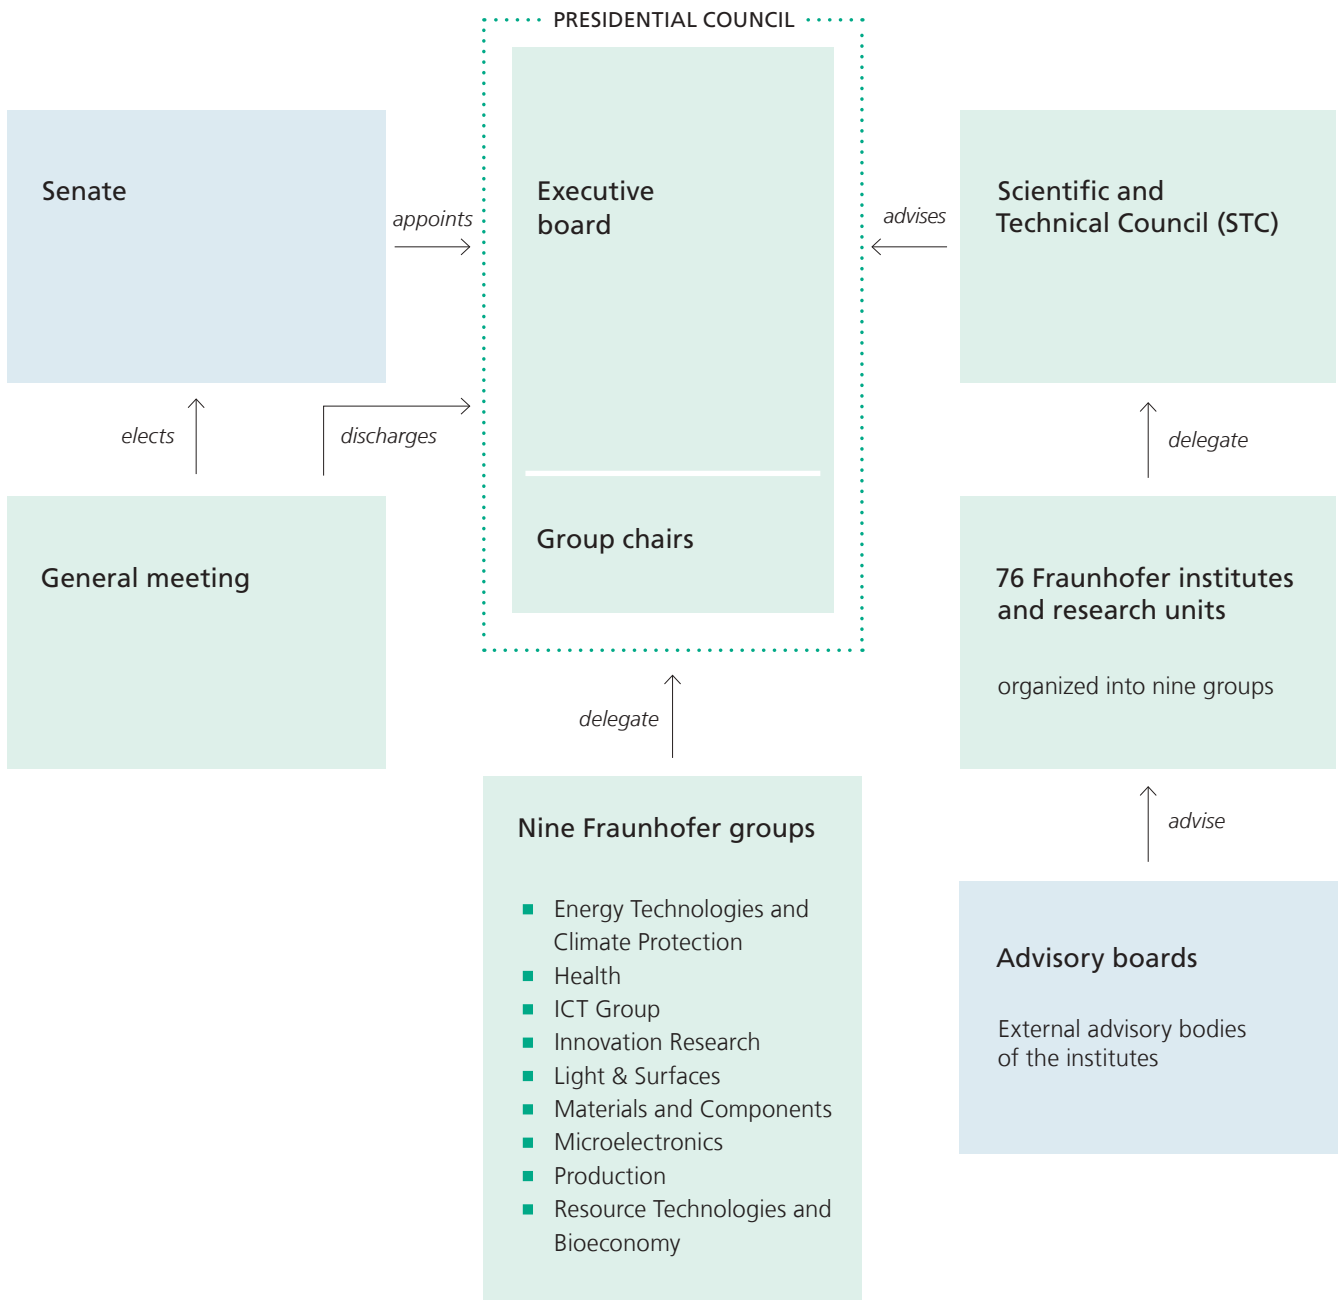 PRESIDENTIAL COUNCIL
Senate
appoints
Executive
board
advises
Scientific and
Technical Council (STC)
elects
discharges
delegate
General meeting
Group chairs
76 Fraunhofer institutes
and research units
organized into nine groups
delegate
advise
Nine Fraunhofer groups
Energy Technologies and
Climate Protection
Health
ICT Group
Innovation Research
Light & Surfaces
Materials and Components
Microelectronics
Production
Resource Technologies and
Bioeconomy
Advisory boards
External advisory bodies
of the institutes